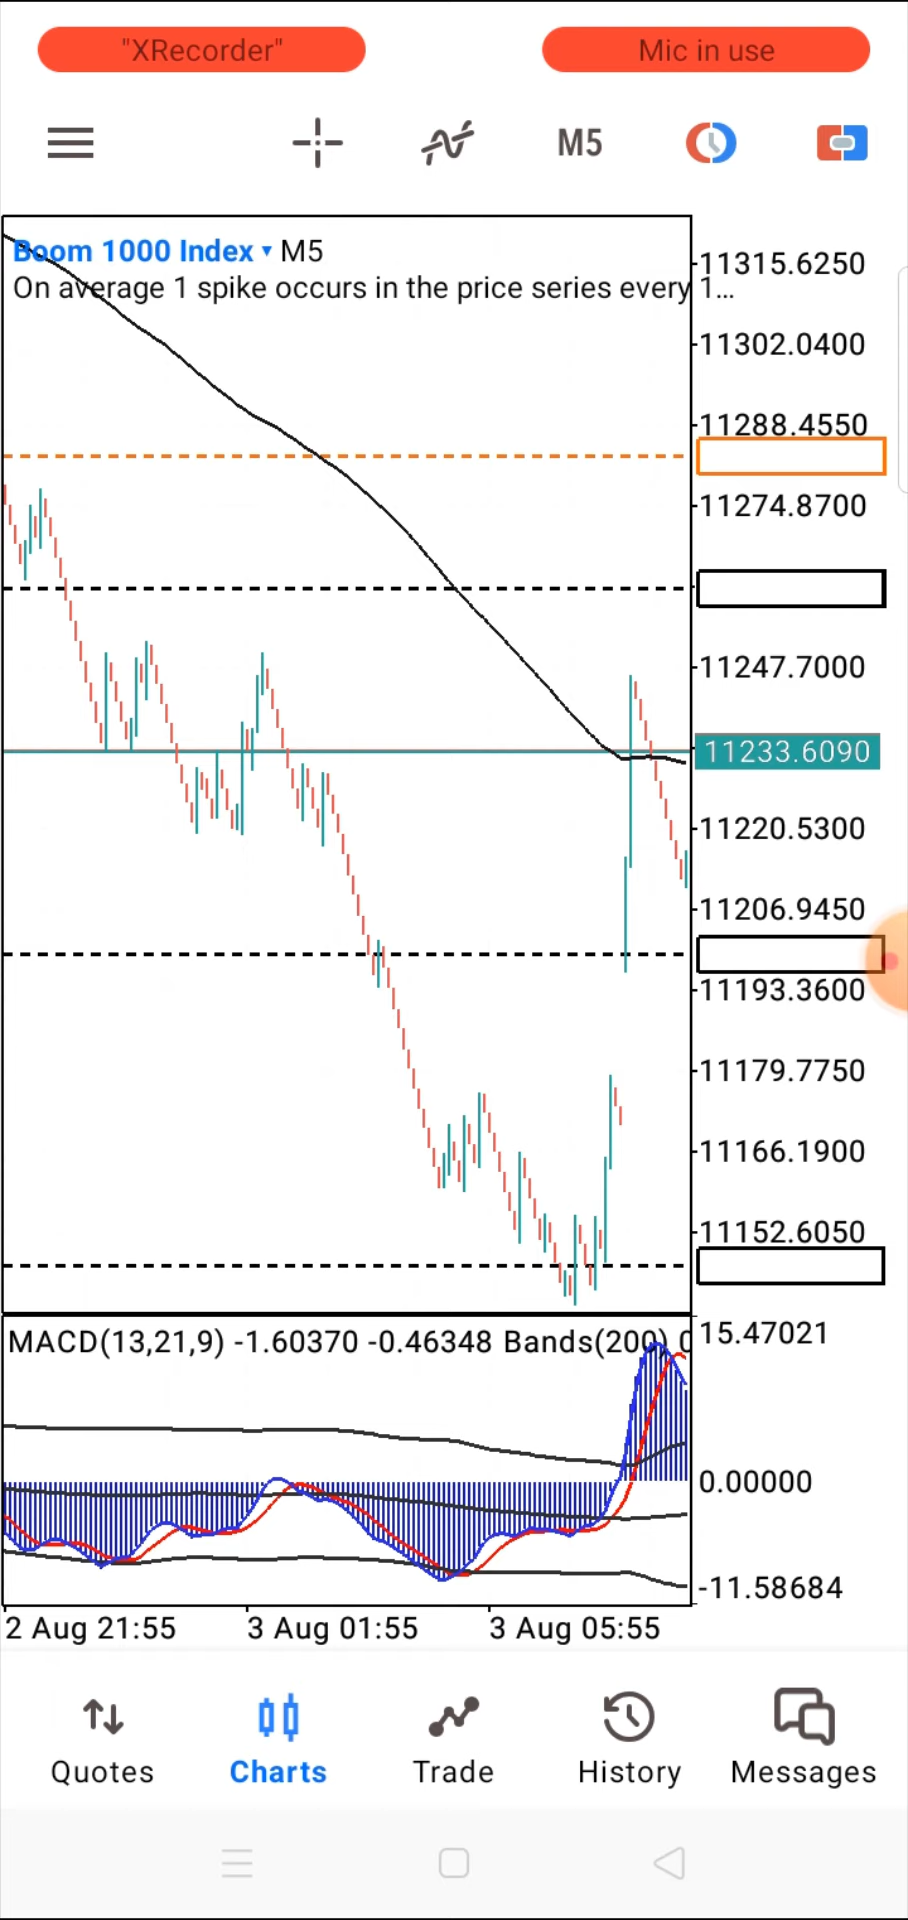 "XRecorder" Mic in use
M5
Boom 1000 Index ▾ M5
On average 1 spike occurs in the price series every 1...
11315.6250
11302.0400
11288.4550
11274.8700
11247.7000
11233.6090
11220.5300
11206.9450
11193.3600
11179.7750
11166.1900
11152.6050
MACD(13,21,9) -1.60370 -0.46348 Bands(200) 0
15.47021
0.00000
-11.58684
2 Aug 21:55 3 Aug 01:55 3 Aug 05:55
Quotes Charts Trade History Messages